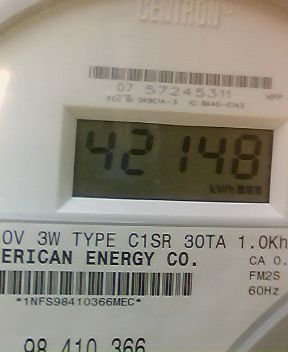 CENTRON®
07 57245311
HPP
42148
kWh
0V 3W TYPE C1SR 30TA 1.0Kh
ERICAN ENERGY CO.
CA 0.
FM2S
60Hz
*1NFS98410366MEC*
98 410 366